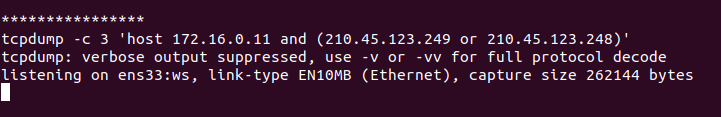 ****************
tcpdump -c 3 'host 172.16.0.11 and (210.45.123.249 or 210.45.123.248)'
tcpdump: verbose output suppressed, use -v or -vv for full protocol decode
listening on ens33:ws, link-type EN10MB (Ethernet), capture size 262144 bytes